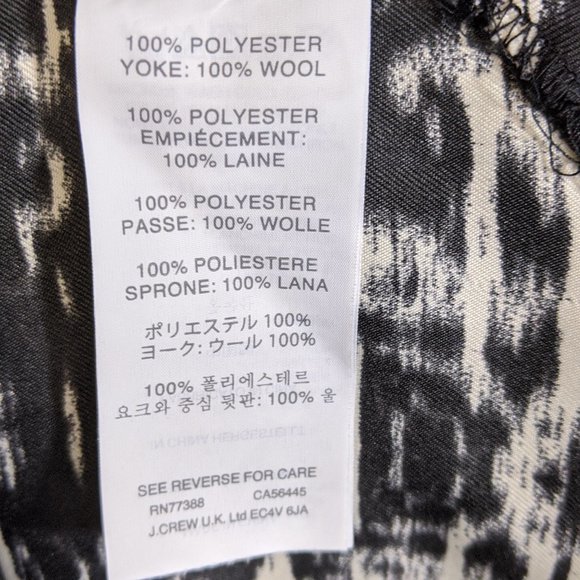 100% POLYESTER
YOKE: 100% WOOL
100% POLYESTER
EMPIÉCEMENT:
100% LAINE
100% POLYESTER
PASSE: 100% WOLLE
100% POLIESTERE
SPRONE: 100% LANA
ポリエステル 100%
ヨーク: ウール 100%
100% 폴리에스테르
요크와 중심 뒷판: 100% 울
SEE REVERSE FOR CARE
RN77388 CA56445
J.CREW U.K. Ltd EC4V 6JA